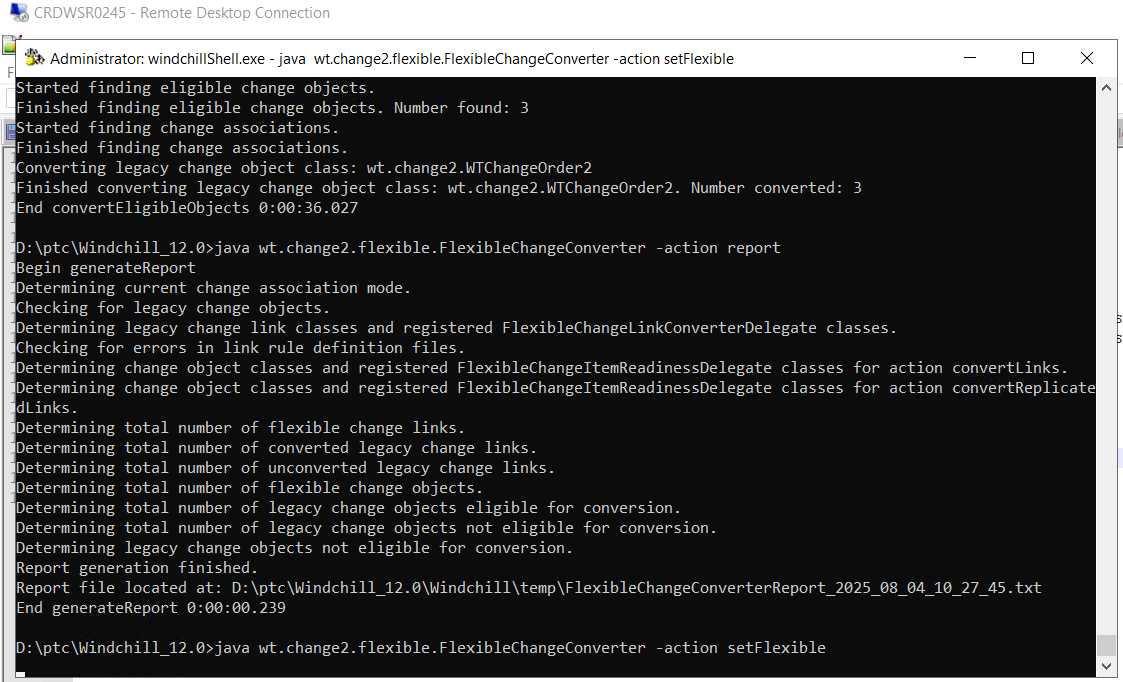 CRDWSR0245 - Remote Desktop Connection
Administrator: windchillShell.exe - java  wt.change2.flexible.FlexibleChangeConverter -action setFlexible
Started finding eligible change objects.
Finished finding eligible change objects. Number found: 3
Started finding change associations.
Finished finding change associations.
Converting legacy change object class: wt.change2.WTChangeOrder2
Finished converting legacy change object class: wt.change2.WTChangeOrder2. Number converted: 3
End convertEligibleObjects 0:00:36.027
D:\ptc\Windchill_12.0>java wt.change2.flexible.FlexibleChangeConverter -action report
Begin generateReport
Determining current change association mode.
Checking for legacy change objects.
Determining legacy change link classes and registered FlexibleChangeLinkConverterDelegate classes.
Checking for errors in link rule definition files.
Determining change object classes and registered FlexibleChangeItemReadinessDelegate classes for action convertLinks.
Determining change object classes and registered FlexibleChangeItemReadinessDelegate classes for action convertReplicate
dLinks.
Determining total number of flexible change links.
Determining total number of converted legacy change links.
Determining total number of unconverted legacy change links.
Determining total number of flexible change objects.
Determining total number of legacy change objects eligible for conversion.
Determining total number of legacy change objects not eligible for conversion.
Determining legacy change objects not eligible for conversion.
Report generation finished.
Report file located at: D:\ptc\Windchill_12.0\Windchill\temp\FlexibleChangeConverterReport_2025_08_04_10_27_45.txt
End generateReport 0:00:00.239
D:\ptc\Windchill_12.0>java wt.change2.flexible.FlexibleChangeConverter -action setFlexible